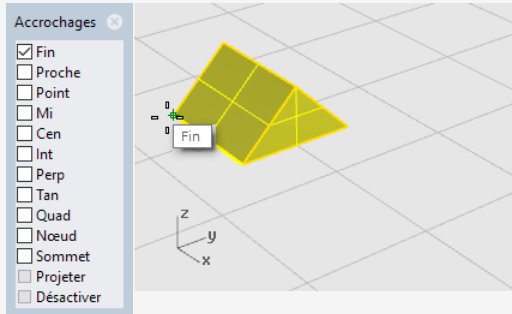 Accrochages
Fin
Proche
Point
Mi
Cen
Int
Perp
Tan
Quad
Nœud
Sommet
Projeter
Désactiver
Fin
z
y
x